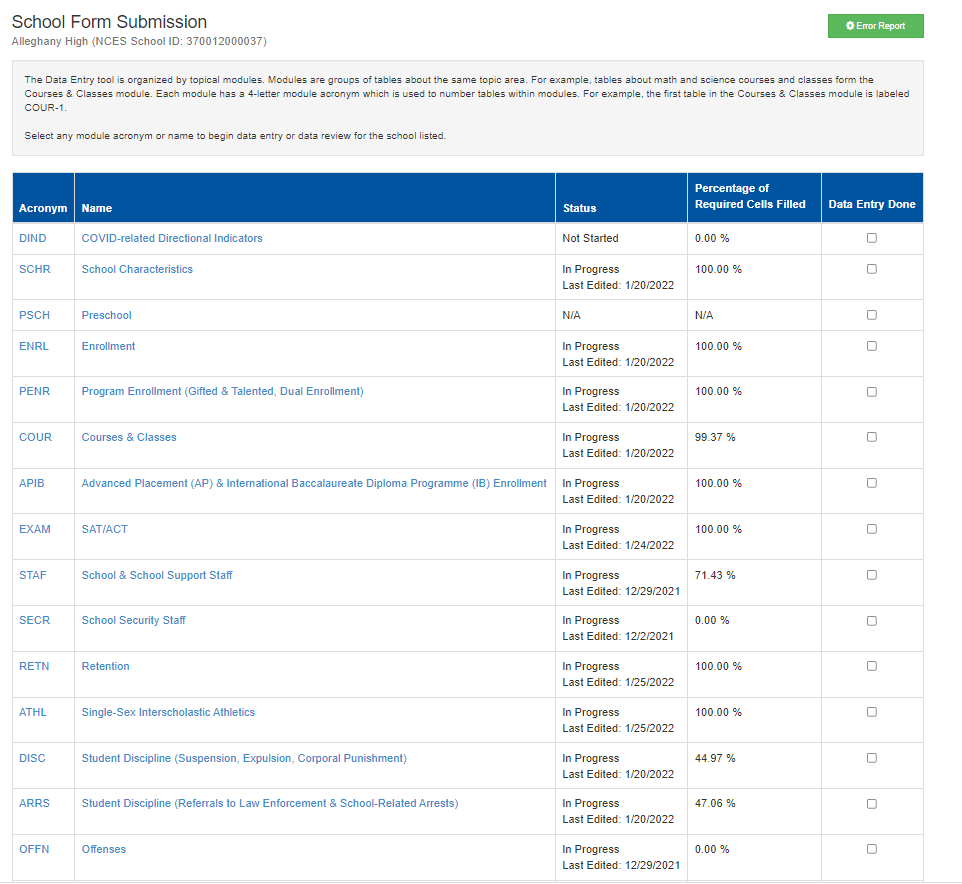 School Form Submission
Alleghany High (NCES School ID: 370012000037)
Error Report
The Data Entry tool is organized by topical modules. Modules are groups of tables about the same topic area. For example, tables about math and science courses and classes form the
Courses & Classes module. Each module has a 4-letter module acronym which is used to number tables within modules. For example, the first table in the Courses & Classes module is labeled
COUR-1.
Select any module acronym or name to begin data entry or data review for the school listed.
Acronym Name Status Percentage of Required Cells Filled Data Entry Done
DIND COVID-related Directional Indicators Not Started 0.00 %
SCHR School Characteristics In Progress 100.00 %
Last Edited: 1/20/2022
PSCH Preschool N/A N/A
ENRL Enrollment In Progress 100.00 %
Last Edited: 1/20/2022
PENR Program Enrollment (Gifted & Talented, Dual Enrollment) In Progress 100.00 %
Last Edited: 1/20/2022
COUR Courses & Classes In Progress 99.37 %
Last Edited: 1/20/2022
APIB Advanced Placement (AP) & International Baccalaureate Diploma Programme (IB) Enrollment In Progress 100.00 %
Last Edited: 1/20/2022
EXAM SAT/ACT In Progress 100.00 %
Last Edited: 1/24/2022
STAF School & School Support Staff In Progress 71.43 %
Last Edited: 12/29/2021
SECR School Security Staff In Progress 0.00 %
Last Edited: 12/2/2021
RETN Retention In Progress 100.00 %
Last Edited: 1/25/2022
ATHL Single-Sex Interscholastic Athletics In Progress 100.00 %
Last Edited: 1/25/2022
DISC Student Discipline (Suspension, Expulsion, Corporal Punishment) In Progress 44.97 %
Last Edited: 1/20/2022
ARRS Student Discipline (Referrals to Law Enforcement & School-Related Arrests) In Progress 47.06 %
Last Edited: 1/20/2022
OFFN Offenses In Progress 0.00 %
Last Edited: 12/29/2021